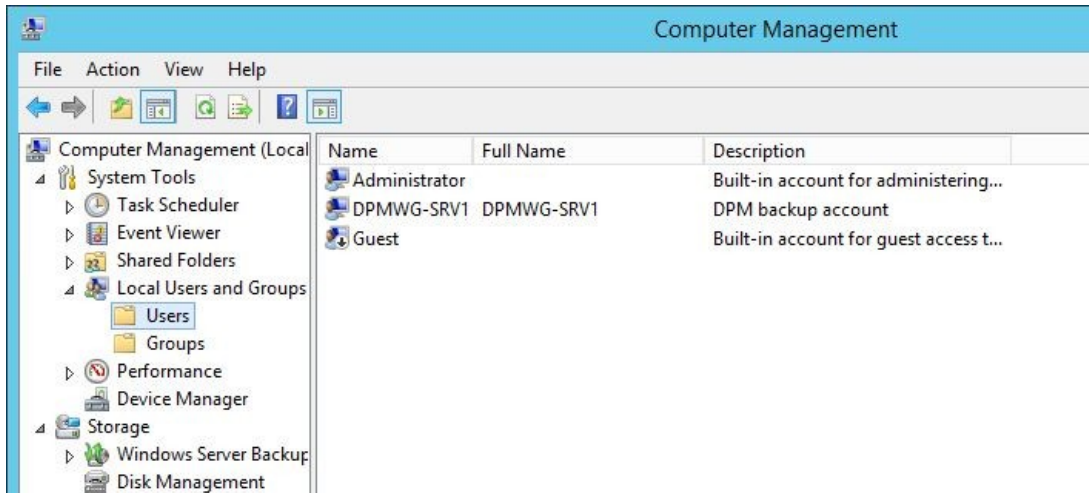 Computer Management
File Action View Help
Computer Management (Local
System Tools
Task Scheduler
Event Viewer
Shared Folders
Local Users and Groups
Users
Groups
Performance
Device Manager
Storage
Windows Server Backup
Disk Management
Name Full Name Description
Administrator Built-in account for administering...
DPMWG-SRV1 DPMWG-SRV1 DPM backup account
Guest Built-in account for guest access t...